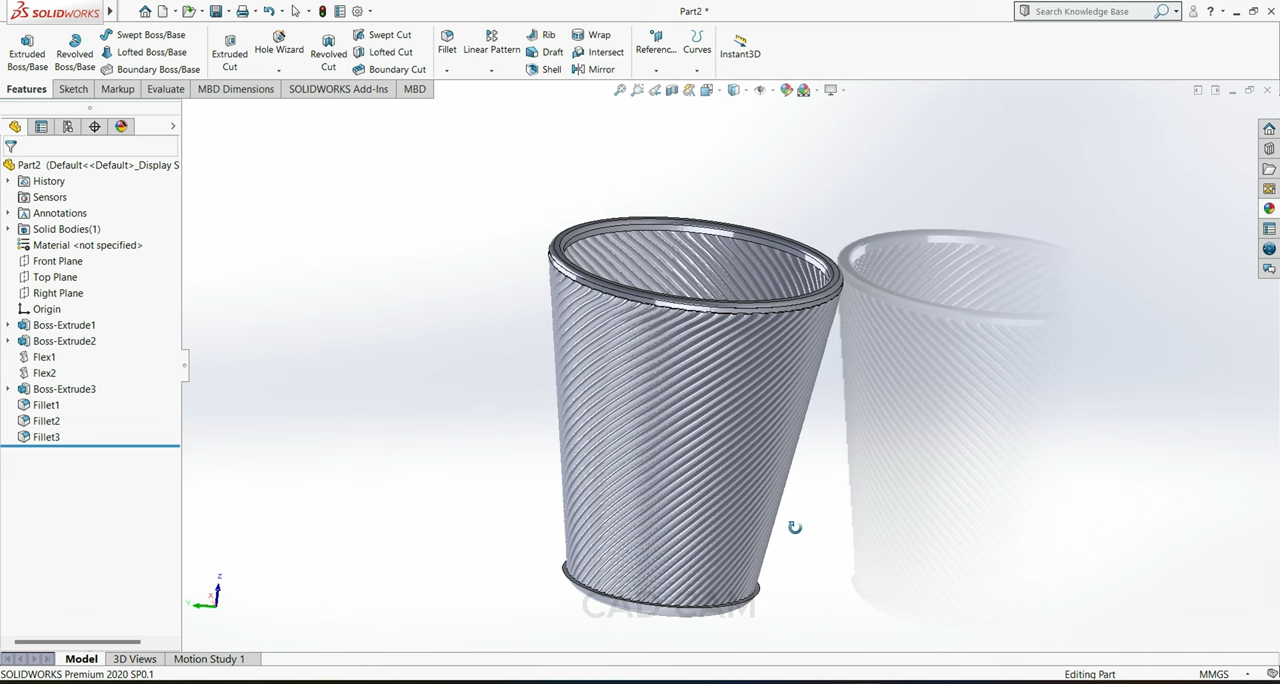 SOLIDWORKS
Part2 *
Search Knowledge Base
?
Extruded Boss/Base
Revolved Boss/Base
Swept Boss/Base
Lofted Boss/Base
Boundary Boss/Base
Extruded Cut
Hole Wizard
Revolved Cut
Swept Cut
Lofted Cut
Boundary Cut
Fillet
Linear Pattern
Rib
Draft
Shell
Wrap
Intersect
Mirror
Referenc...
Curves
Instant3D
Features
Sketch
Markup
Evaluate
MBD Dimensions
SOLIDWORKS Add-Ins
MBD
Part2 (Default<<Default>_Display S
History
Sensors
Annotations
Solid Bodies(1)
Material <not specified>
Front Plane
Top Plane
Right Plane
Origin
Boss-Extrude1
Boss-Extrude2
Flex1
Flex2
Boss-Extrude3
Fillet1
Fillet2
Fillet3
Z
X
Y
CAD CAM
Model
3D Views
Motion Study 1
SOLIDWORKS Premium 2020 SP0.1
Editing Part
MMGS